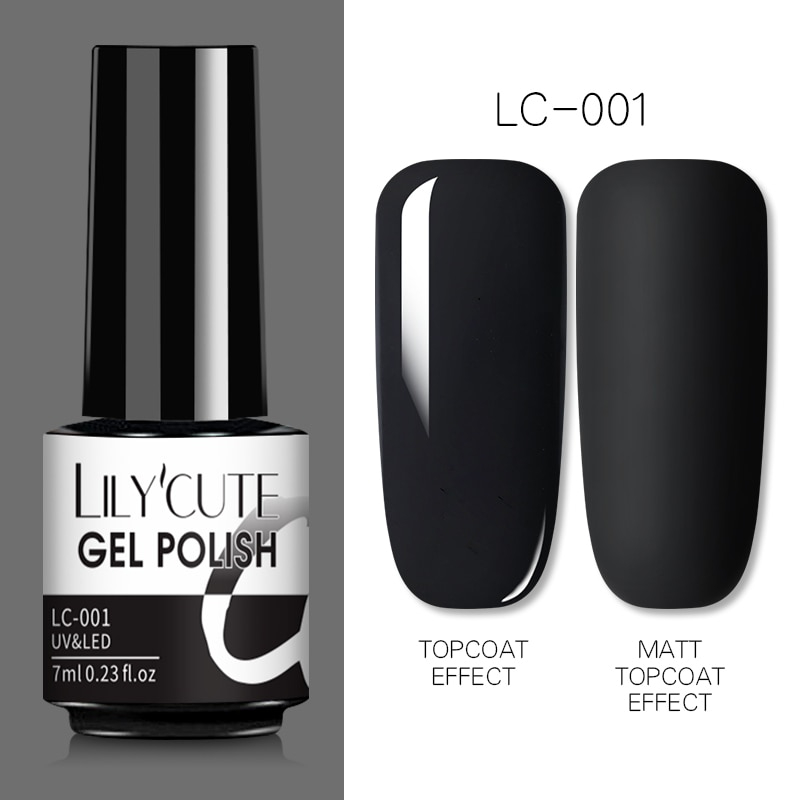 LILY'CUTE
GEL POLISH
LC-001
UV&LED
7ml 0.23 fl.oz
LC-001
TOPCOAT
EFFECT
MATT
TOPCOAT
EFFECT